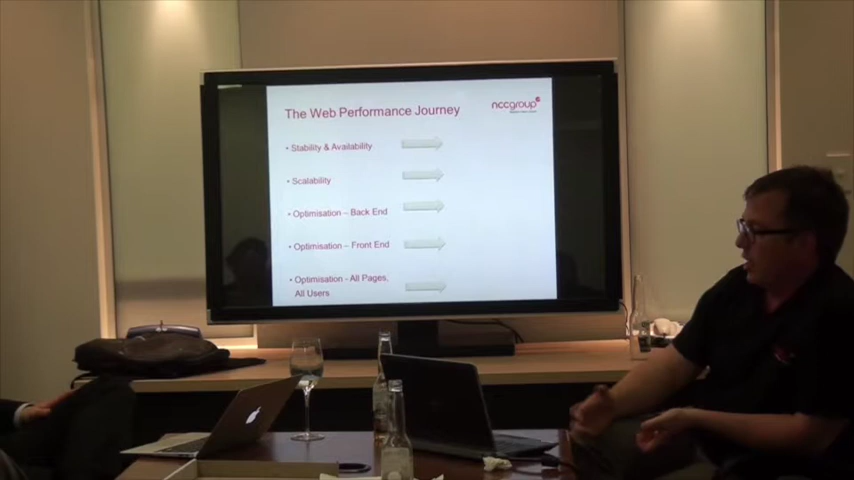 The Web Performance Journey
nccgroup
• Stability & Availability
• Scalability
• Optimisation – Back End
• Optimisation – Front End
• Optimisation – All Pages,
All Users